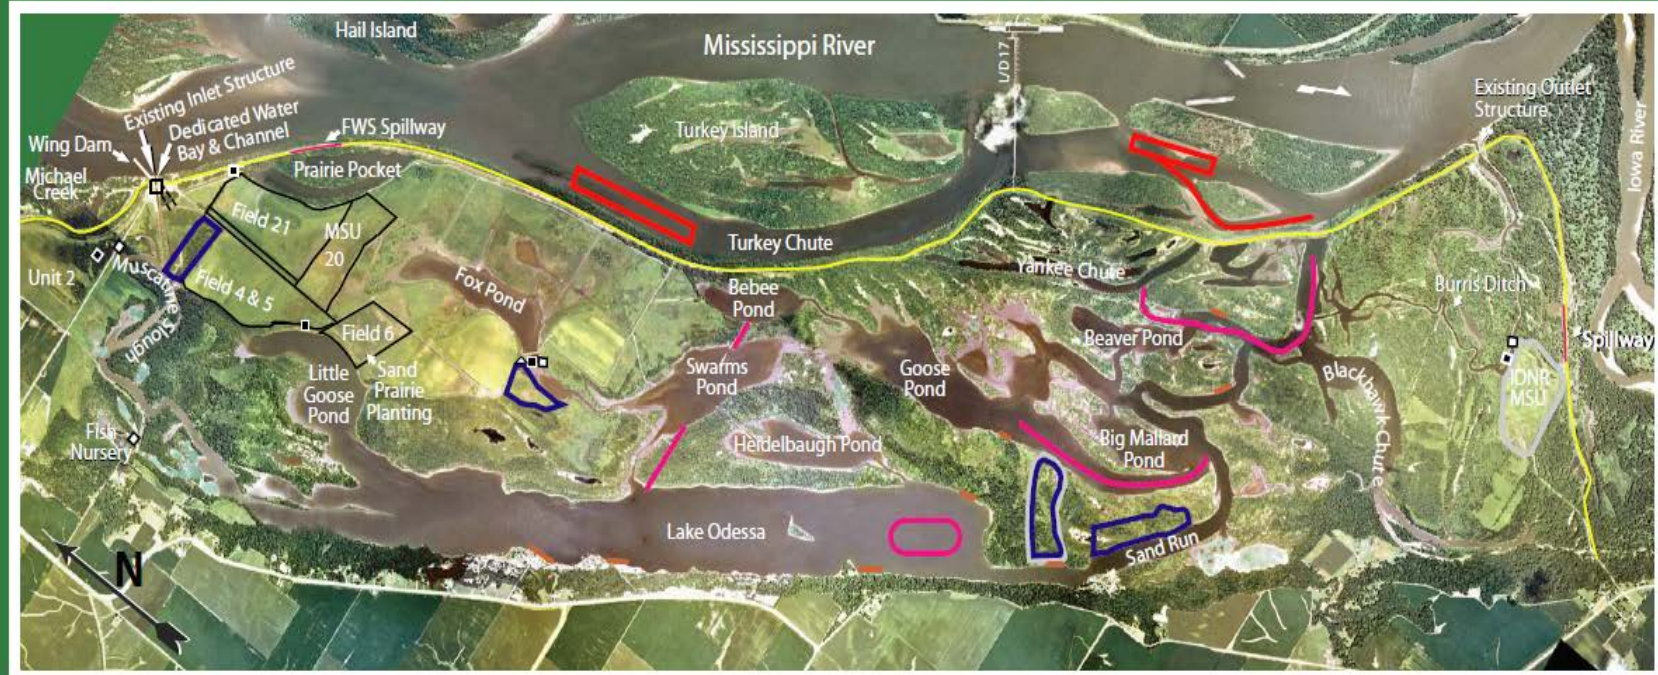 Hail Island
Mississippi River
L/D 17
Existing Inlet Structure
Dedicated Water
Bay & Channel
Wing Dam
FWS Spillway
Turkey Island
Existing Outlet
Structure
Iowa River
Michael
Creek
Prairie Pocket
Field 21
MSU
20
Turkey Chute
Unit 2
Muscatine
Slough
Field 4 & 5
Fox Pond
Bebee
Pond
Yankee Chute
Burris Ditch
Field 6
Beaver Pond
Spillway
Little
Goose
Pond
Sand
Prairie
Planting
Swarms
Pond
Goose
Pond
Blackhawk Chute
IDNR
MSU
Fish
Nursery
Heidelbaugh Pond
Big Mallard
Pond
Lake Odessa
Sand Run
N